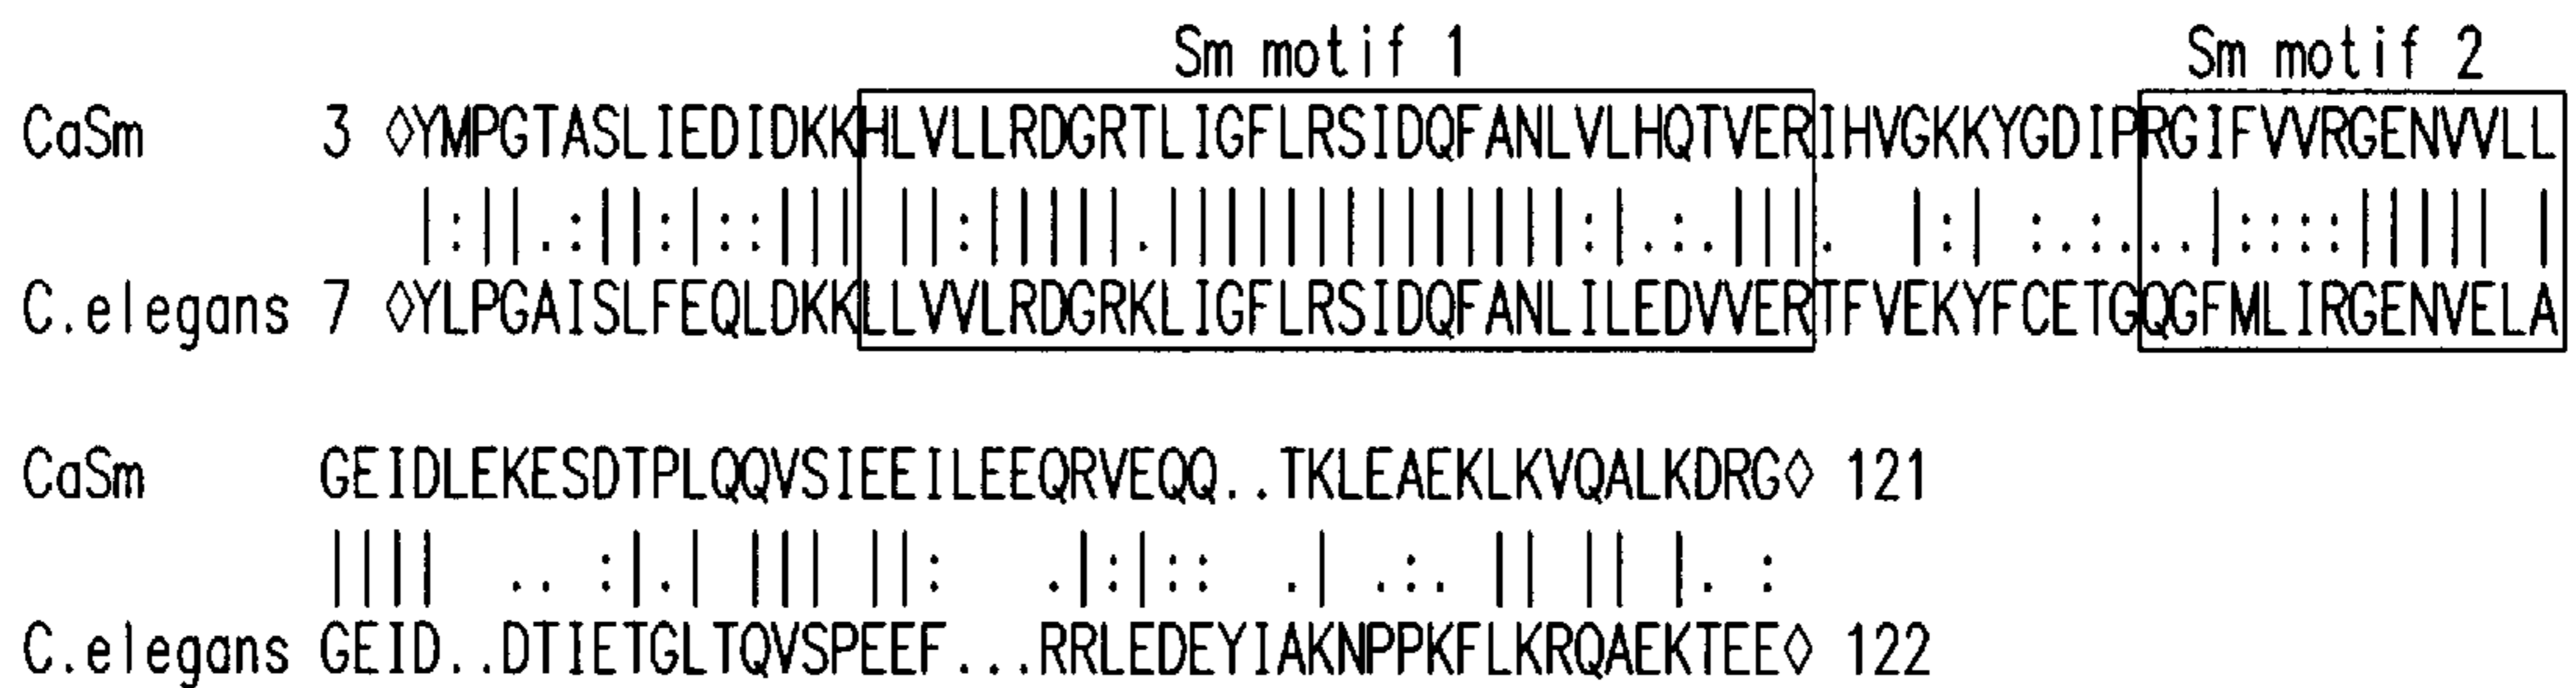 Sm motif 1 Sm motif 2
CaSm 3 ◇YMPGTASLIEDIDKKHLVLLRDGRTLIGFLRSIDQFANLVLHQTVERIHVGKKYGDIPRGIFVVRGENVVLL
|:||.:||:|::||| ||:|||||.||||||||||||||:|.:.|||.  |:| :.:...|::::||||| |
C.elegans 7 ◇YLPGAISLFEQLDKKLLVVLRDGRKLIGFLRSIDQFANLILEDVVERTFVEKYFCETGQGFMLIRGENVELA
CaSm GEIDLEKESDTPLQQVSIEEILEEQRVEQQ..TKLEAEKLKVQALKDRG◇ 121
||||  .. :|.| ||| ||:   .|:|::  .| .:. || || |. :
C.elegans GEID..DTIETGLTQVSPEEF...RRLEDEYIAKNPPKFLKRQAEKTEE◇ 122